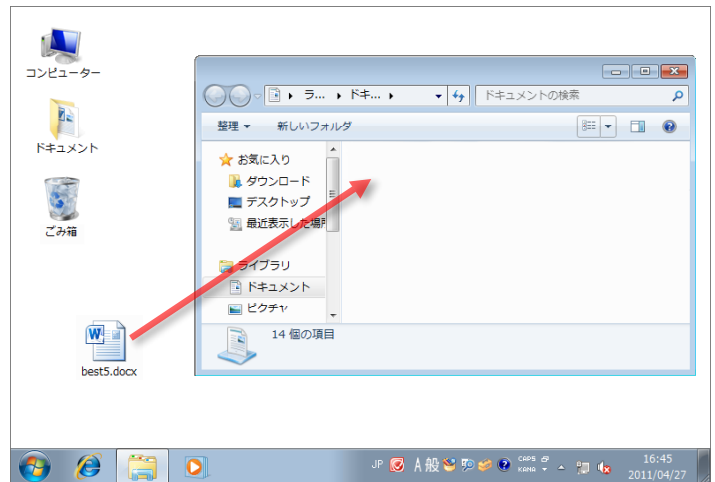 コンピューター
ドキュメント
ごみ箱
best5.docx
ラ... ドキ...
ドキュメントの検索
整理
新しいフォルダ
お気に入り
ダウンロード
デスクトップ
最近表示した場所
ライブラリ
ドキュメント
ピクチャ
14 個の項目
JP A 般 CAPS KANA
16:45
2011/04/27